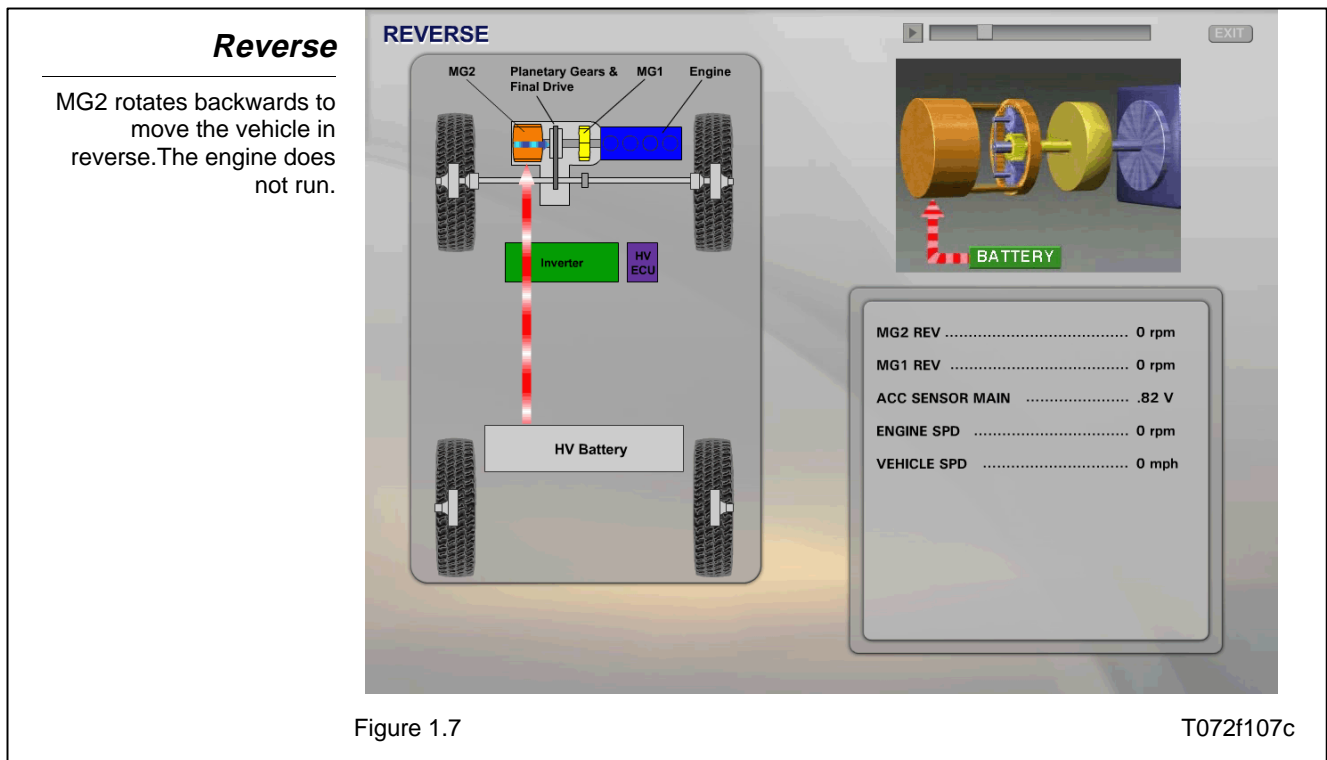 Reverse
MG2 rotates backwards to
move the vehicle in
reverse.The engine does
not run.
REVERSE
EXIT
MG2
Planetary Gears &
Final Drive
MG1
Engine
Inverter
HV
ECU
HV Battery
BATTERY
MG2 REV ...................................... 0 rpm
MG1 REV ..................................... 0 rpm
ACC SENSOR MAIN ...................... .82 V
ENGINE SPD ................................ 0 rpm
VEHICLE SPD .............................. 0 mph
Figure 1.7
T072f107c